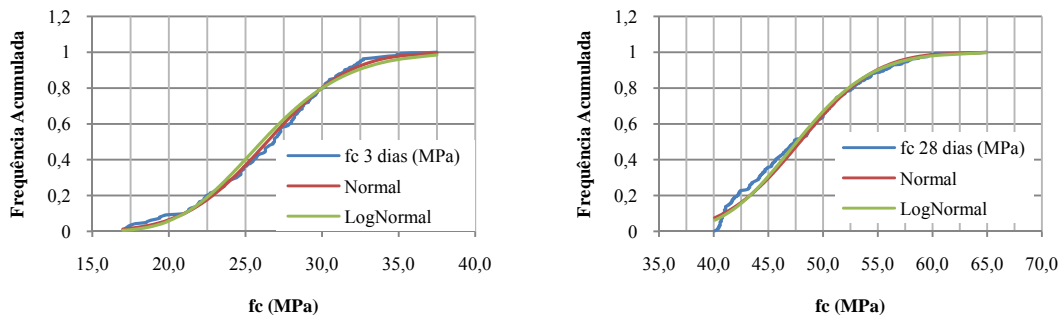 Frequência Acumulada
1,2
1
0,8
0,6
0,4
0,2
0
fc 3 dias (MPa)
Normal
LogNormal
15,0 20,0 25,0 30,0 35,0 40,0
fc (MPa)
Frequência Acumulada
1,2
1
0,8
0,6
0,4
0,2
0
fc 28 dias (MPa)
Normal
LogNormal
35,0 40,0 45,0 50,0 55,0 60,0 65,0 70,0
fc (MPa)